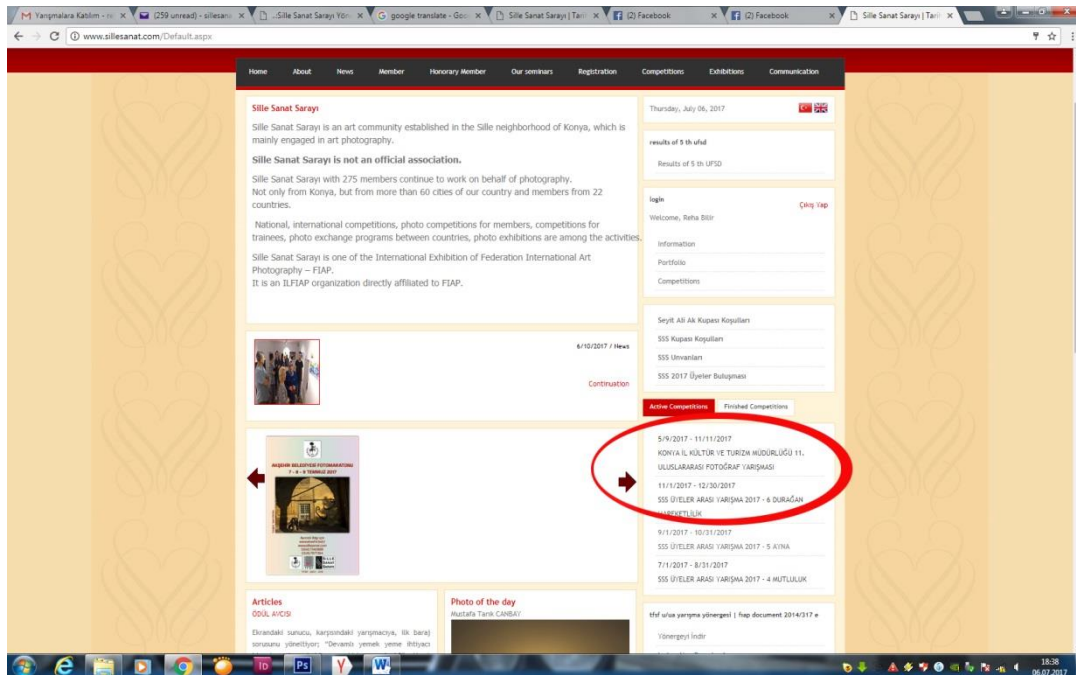 Yarışmalara Katılım - re
(259 unread) - sillesana
..:Sille Sanat Sarayı Yön
google translate - Goo
Sille Sanat Sarayı | Tari
(2) Facebook
(2) Facebook
Sille Sanat Sarayı | Tari
www.sillesanat.com/Default.aspx
Home About News Member Honorary Member Our seminars Registration Competitions Exhibitions Communication
Sille Sanat Sarayı
Sille Sanat Sarayı is an art community established in the Sille neighborhood of Konya, which is
mainly engaged in art photography.
Sille Sanat Sarayı is not an official association.
Sille Sanat Sarayı with 275 members continue to work on behalf of photography.
Not only from Konya, but from more than 60 cities of our country and members from 22
countries.
National, international competitions, photo competitions for members, competitions for
trainees, photo exchange programs between countries, photo exhibitions are among the activities.
Sille Sanat Sarayı is one of the International Exhibition of Federation International Art
Photography – FIAP.
It is an ILFIAP organization directly affiliated to FIAP.
6/10/2017 / News
Continuation
AKŞEHİR BELEDİYESİ FOTOMARATONU
7 - 8 - 9 TEMMUZ 2017
Articles
ÖDÜL AVCISI
Ekrandaki sunucu, karşısındaki yarışmacıya, ilk baraj
sorusunu yöneltiyor; "Devamlı yemek yeme ihtiyacı
Photo of the day
Mustafa Tarık CANBAY
Thursday, July 06, 2017
results of 5 th ufsd
Results of 5 th UFSD
login
Çıkış Yap
Welcome, Reha Bilir
Information
Portfolio
Competitions
Seyit Ali Ak Kupası Koşulları
SSS Kupası Koşulları
SSS Unvanları
SSS 2017 Üyeler Buluşması
Active Competitions Finished Competitions
5/9/2017 - 11/11/2017
KONYA İL KÜLTÜR VE TURİZM MÜDÜRLÜĞÜ 11.
ULUSLARARASI FOTOĞRAF YARIŞMASI
11/1/2017 - 12/30/2017
SSS ÜYELER ARASI YARIŞMA 2017 - 6 DURAĞAN
HAREKETLİLİK
9/1/2017 - 10/31/2017
SSS ÜYELER ARASI YARIŞMA 2017 - 5 AYNA
7/1/2017 - 8/31/2017
SSS ÜYELER ARASI YARIŞMA 2017 - 4 MUTLULUK
tfsf u/ua yarışma yönergesi | fıap document 2014/317 e
Yönergeyi İndir
18:38
06.07.2017